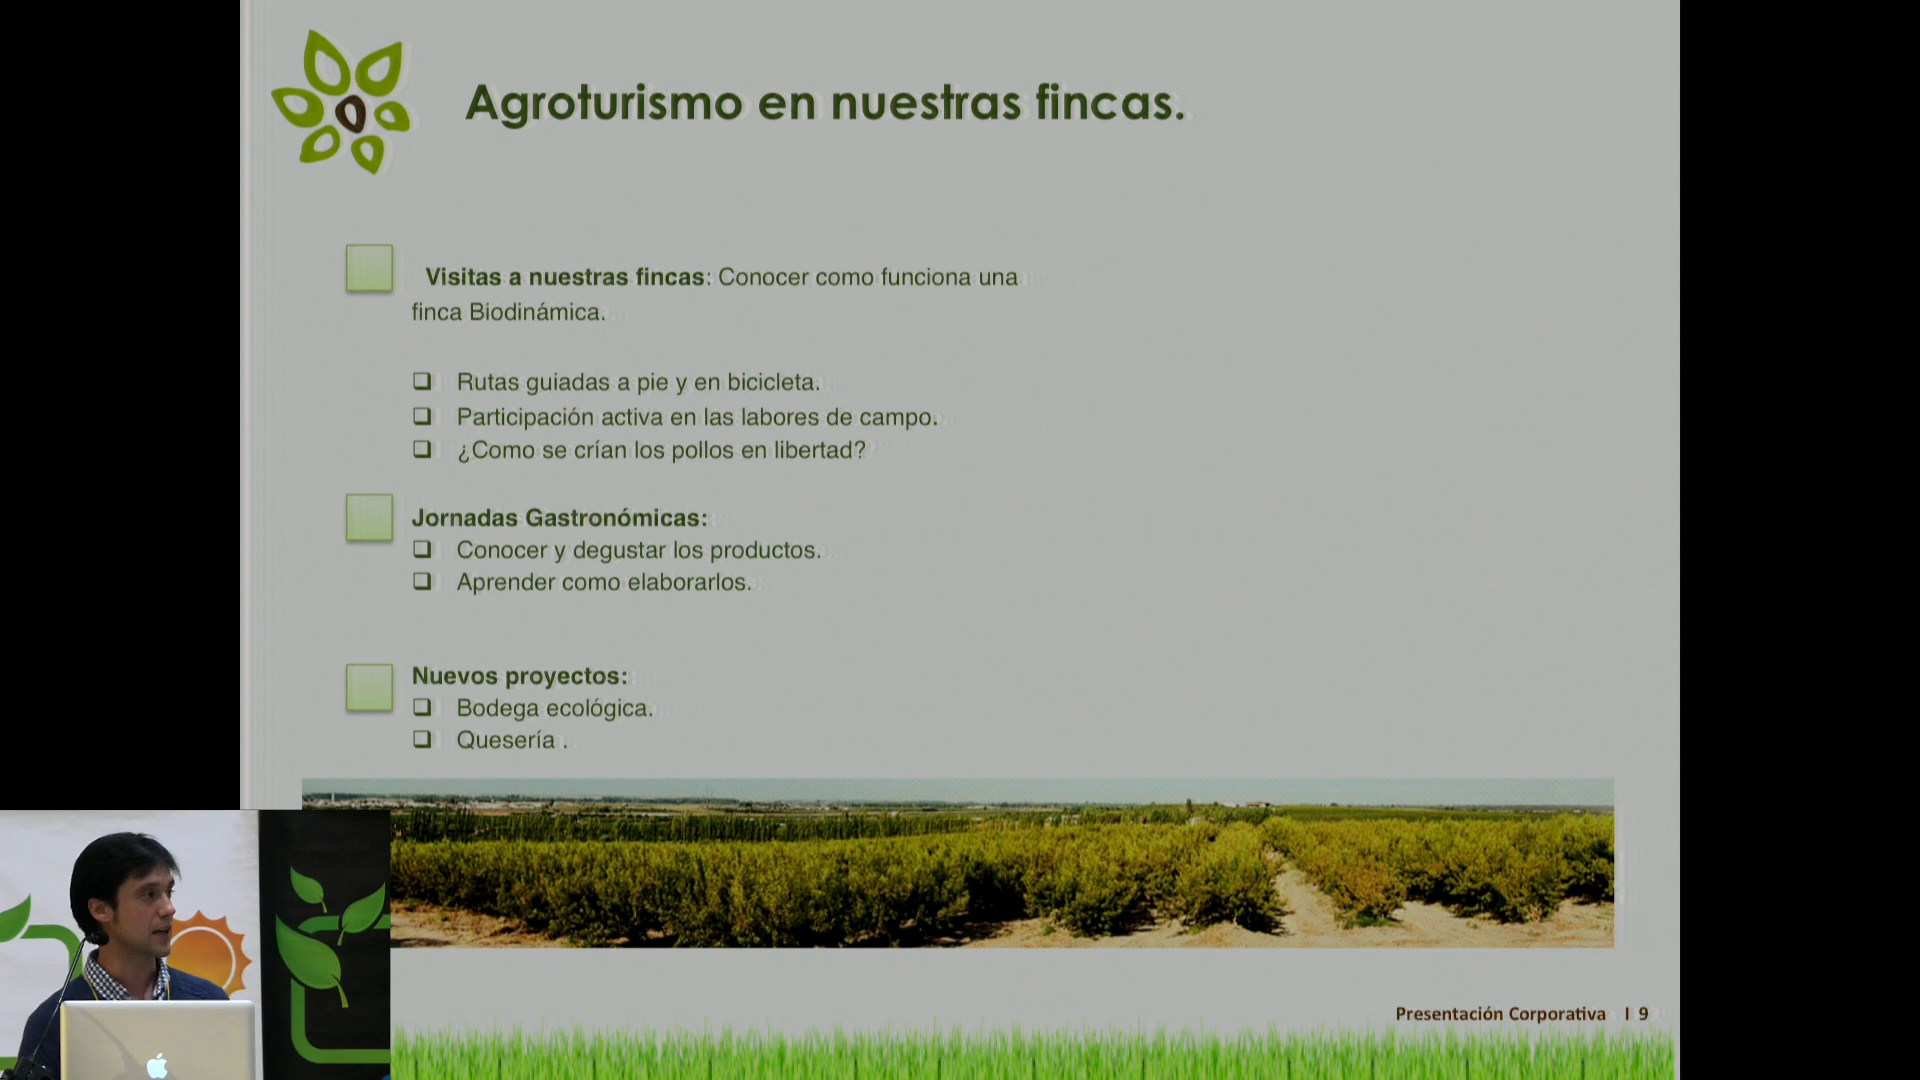 Agroturismo en nuestras fincas.
Visitas a nuestras fincas: Conocer como funciona una
finca Biodinámica.
Rutas guiadas a pie y en bicicleta.
Participación activa en las labores de campo.
¿Como se crían los pollos en libertad?
Jornadas Gastronómicas:
Conocer y degustar los productos.
Aprender como elaborarlos.
Nuevos proyectos:
Bodega ecológica.
Quesería .
Presentación Corporativa I 9